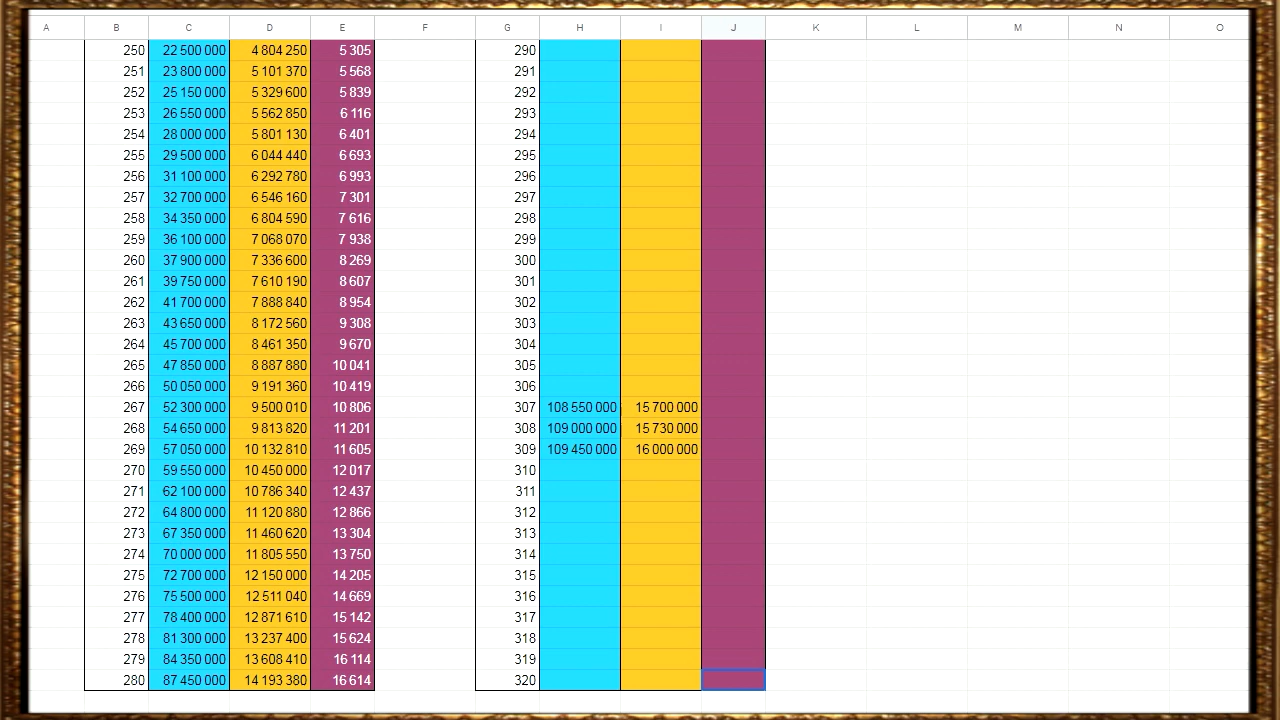 A B C D E F G H I J K L M N O
250 22 500 000 4 804 250 5 305 290
251 23 800 000 5 101 370 5 568 291
252 25 150 000 5 329 600 5 839 292
253 26 550 000 5 562 850 6 116 293
254 28 000 000 5 801 130 6 401 294
255 29 500 000 6 044 440 6 693 295
256 31 100 000 6 292 780 6 993 296
257 32 700 000 6 546 160 7 301 297
258 34 350 000 6 804 590 7 616 298
259 36 100 000 7 068 070 7 938 299
260 37 900 000 7 336 600 8 269 300
261 39 750 000 7 610 190 8 607 301
262 41 700 000 7 888 840 8 954 302
263 43 650 000 8 172 560 9 308 303
264 45 700 000 8 461 350 9 670 304
265 47 850 000 8 887 880 10 041 305
266 50 050 000 9 191 360 10 419 306
267 52 300 000 9 500 010 10 806 307 108 550 000 15 700 000
268 54 650 000 9 813 820 11 201 308 109 000 000 15 730 000
269 57 050 000 10 132 810 11 605 309 109 450 000 16 000 000
270 59 550 000 10 450 000 12 017 310
271 62 100 000 10 786 340 12 437 311
272 64 800 000 11 120 880 12 866 312
273 67 350 000 11 460 620 13 304 313
274 70 000 000 11 805 550 13 750 314
275 72 700 000 12 150 000 14 205 315
276 75 500 000 12 511 040 14 669 316
277 78 400 000 12 871 610 15 142 317
278 81 300 000 13 237 400 15 624 318
279 84 350 000 13 608 410 16 114 319
280 87 450 000 14 193 380 16 614 320